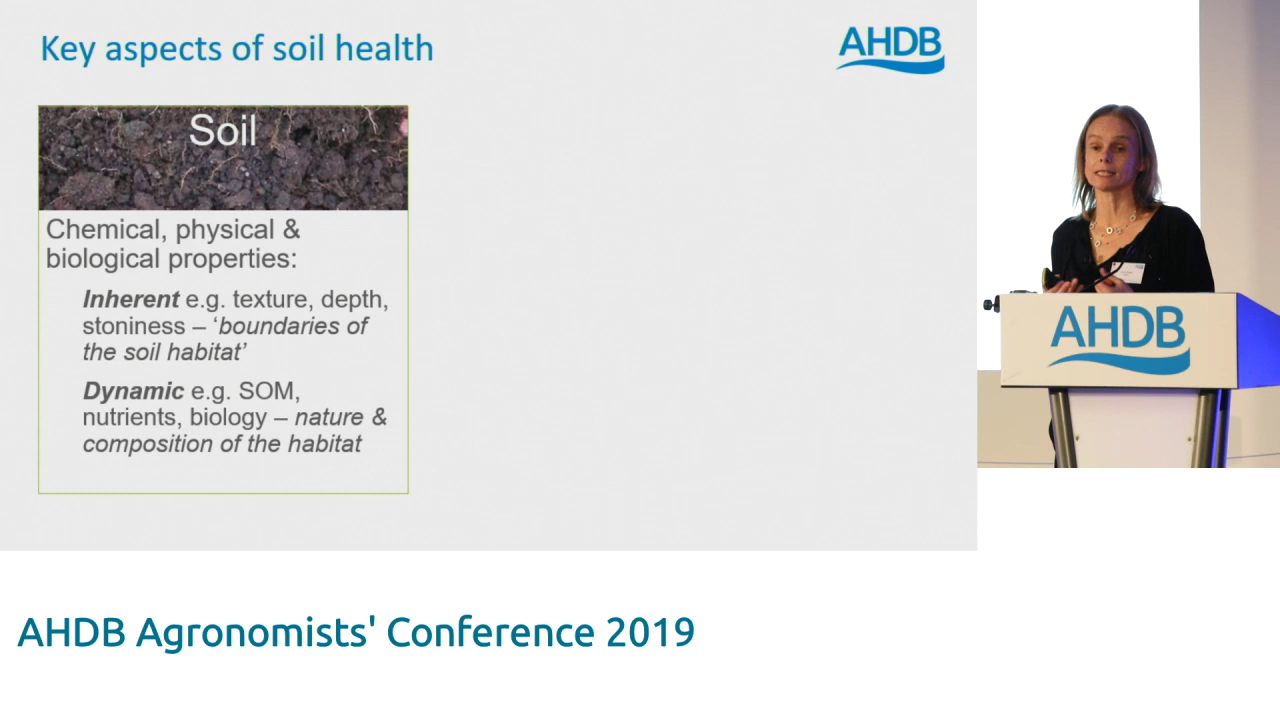 Key aspects of soil health
AHDB
Soil
Chemical, physical &
biological properties:
Inherent e.g. texture, depth,
stoniness – ‘boundaries of
the soil habitat’
Dynamic e.g. SOM,
nutrients, biology – nature &
composition of the habitat
AHDB
AHDB Agronomists' Conference 2019